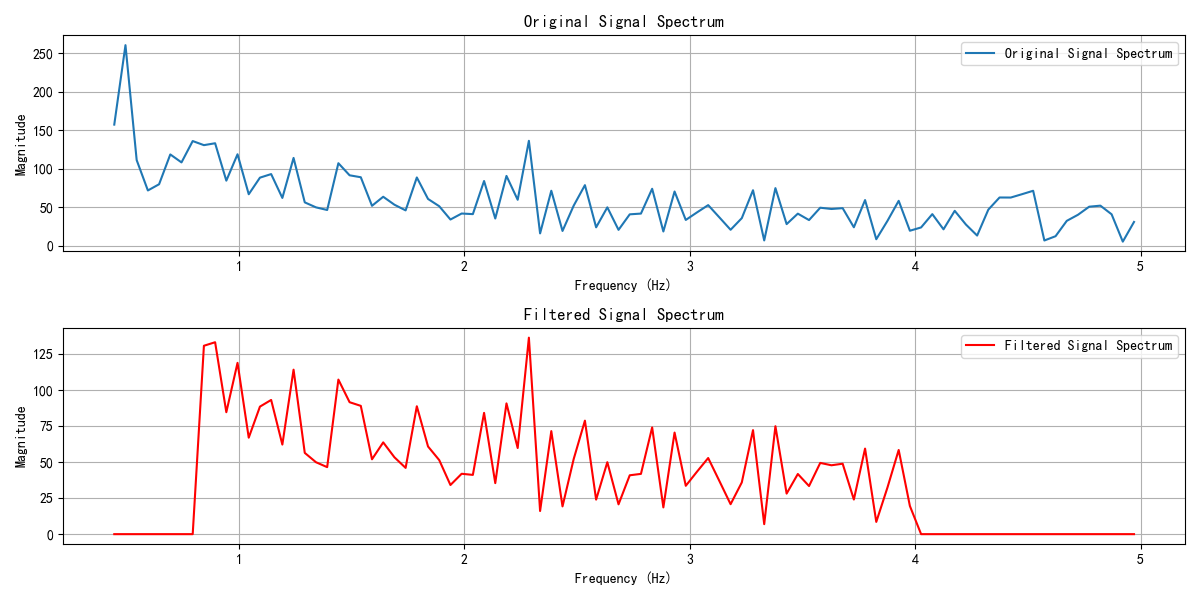 Original Signal Spectrum
Original Signal Spectrum
Magnitude
250
200
150
100
50
0
1 2 3 4 5
Frequency (Hz)
Filtered Signal Spectrum
Filtered Signal Spectrum
Magnitude
125
100
75
50
25
0
1 2 3 4 5
Frequency (Hz)